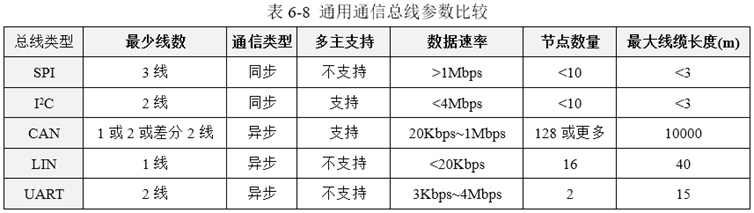 表 6-8 通用通信总线参数比较
总线类型 最少线数 通信类型 多主支持 数据速率 节点数量 最大线缆长度(m)
SPI 3 线 同步 不支持 >1Mbps <10 <3
I²C 2 线 同步 支持 <4Mbps <10 <3
CAN 1 或 2 或差分 2 线 异步 支持 20Kbps~1Mbps 128 或更多 10000
LIN 1 线 异步 不支持 <20Kbps 16 40
UART 2 线 异步 不支持 3Kbps~4Mbps 2 15